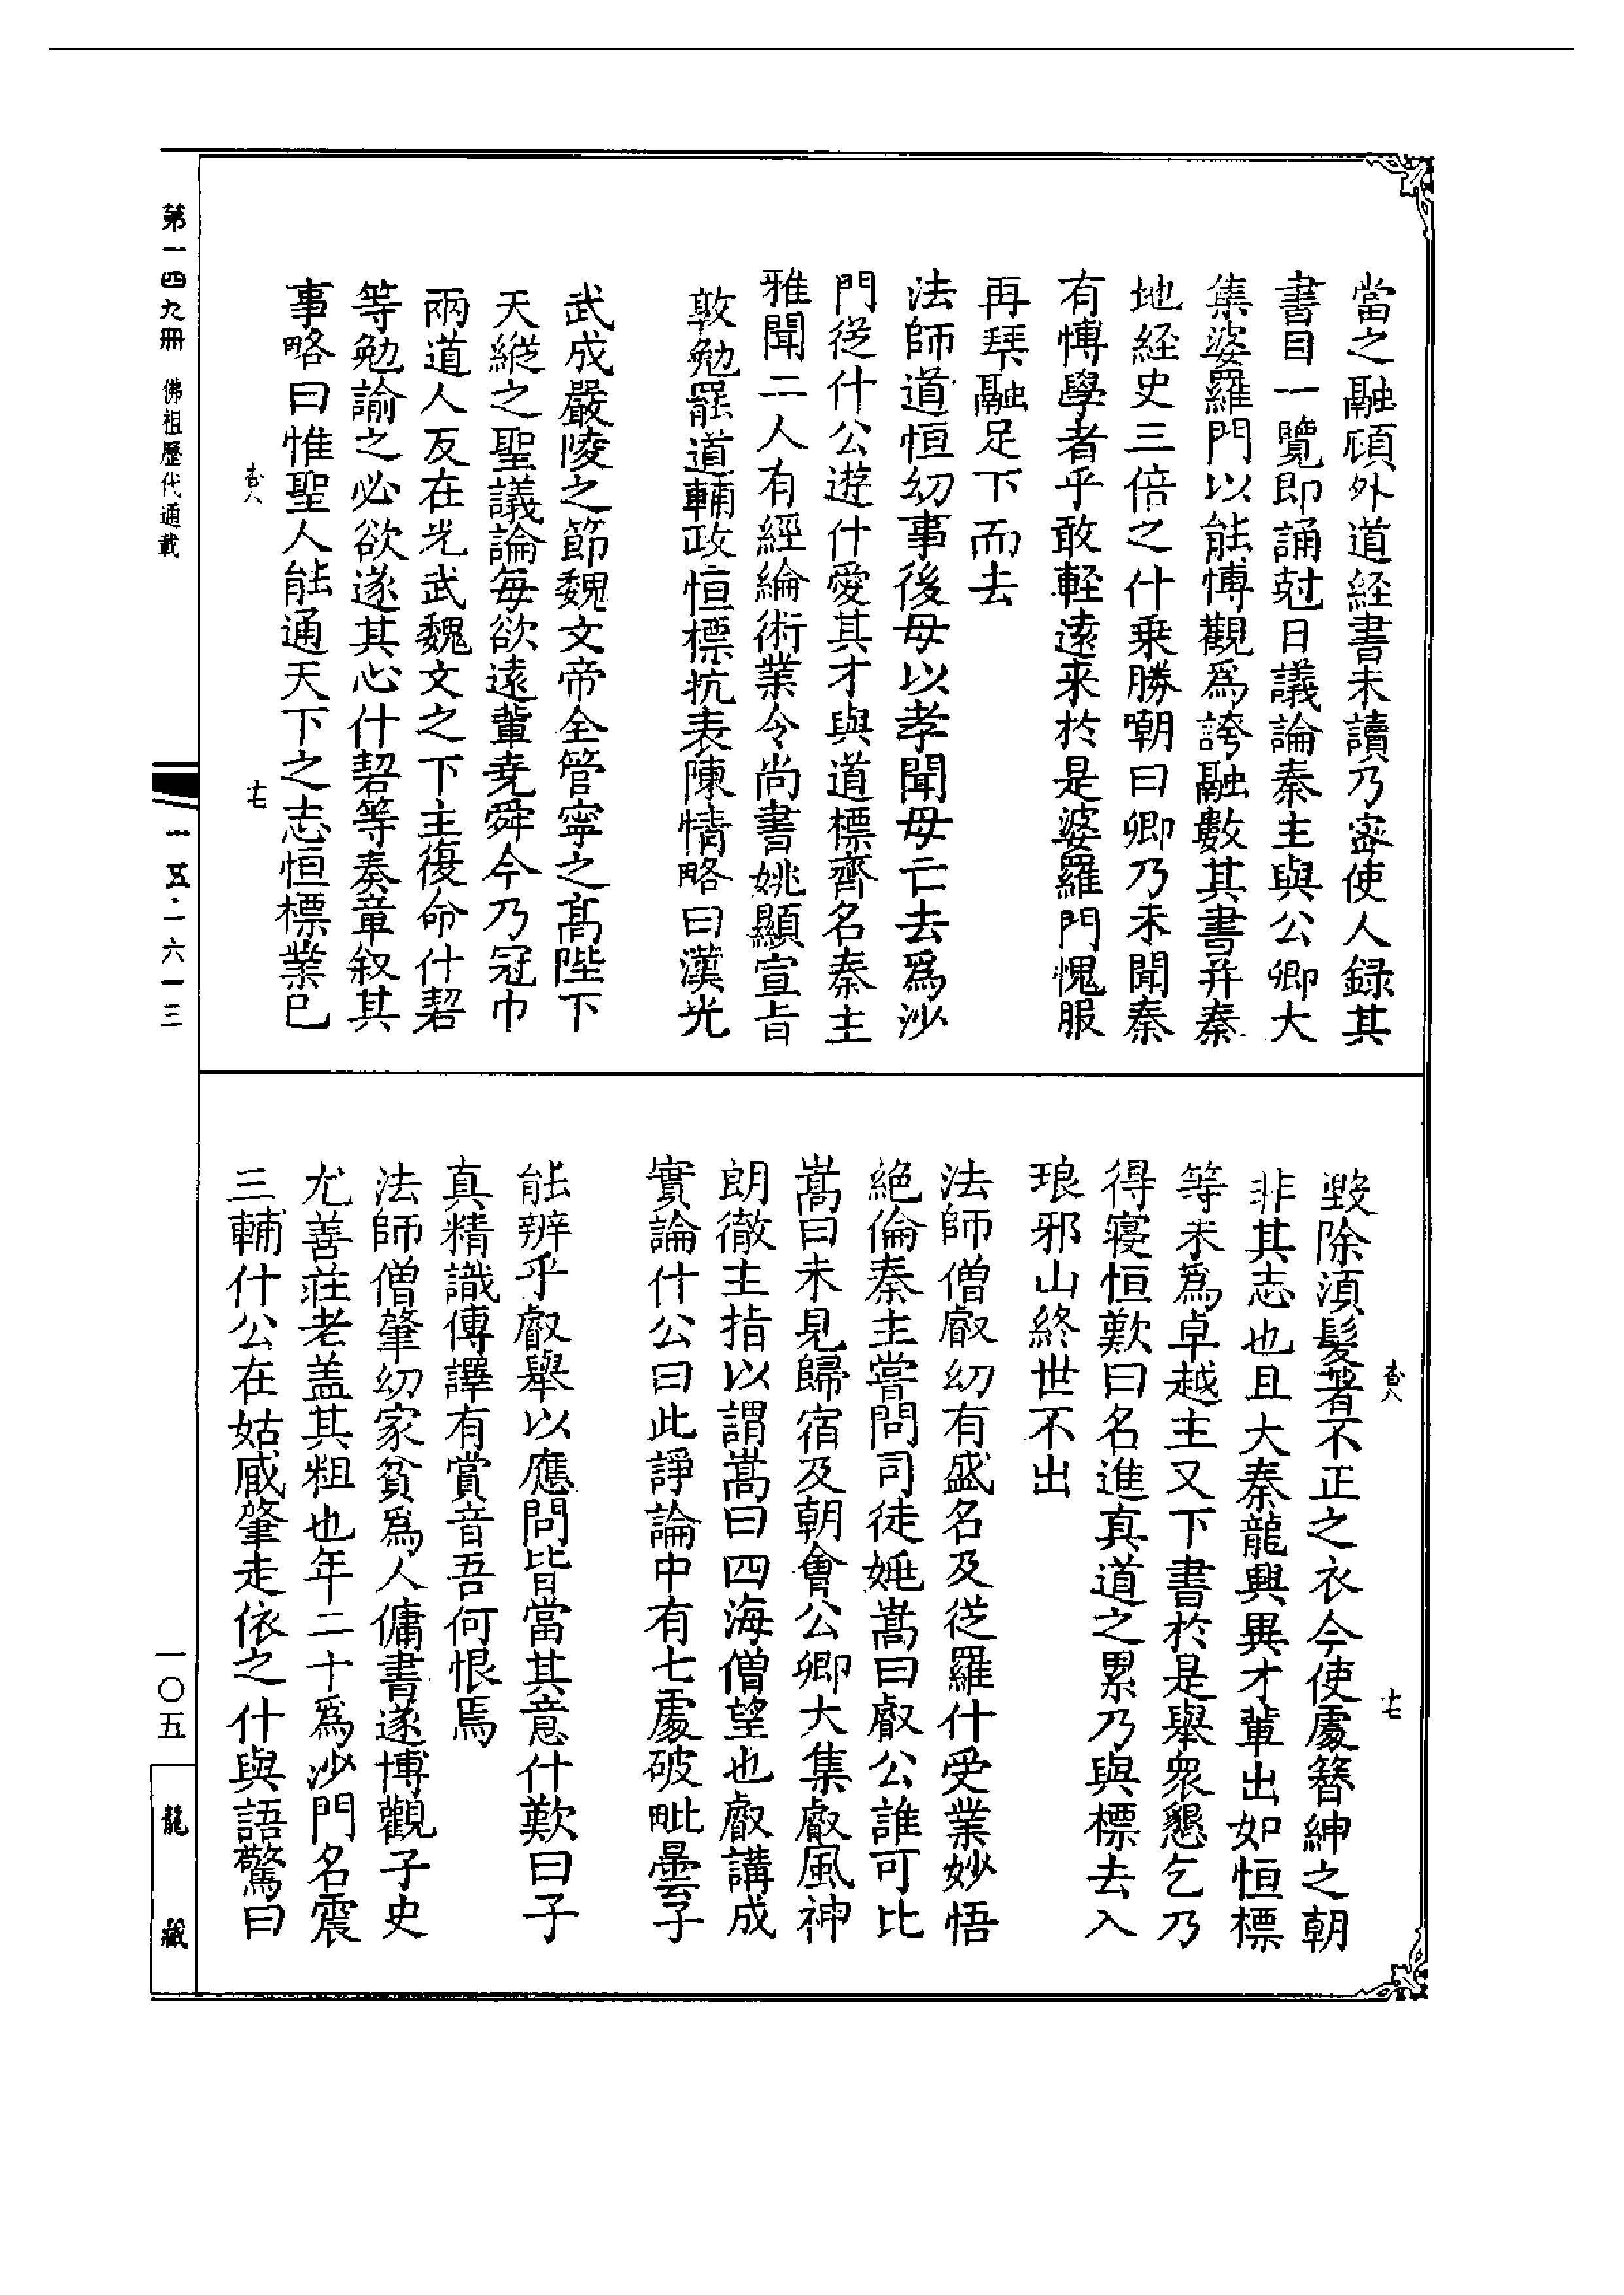 當之融頋外道経書未讀乃密使人録其
書目一覽即誦尅日議論秦主與公卿大
集婆羅門以能愽觀爲誇融數其書并秦
地経史三倍之什乗勝嘲曰卿乃未聞秦
有愽學者乎敢軽遠来於是婆羅門愧服
再拜融足下而去
法師道恒幼事後母以孝聞母亡去爲沙
門從什公遊什愛其才與道標齊名秦主
雅聞二人有經綸術業令尚書姚顯宣旨
敦勉罷道輔政恒標抗表陳情略曰漢光
武成嚴陵之節魏文帝全管寧之高陛下
天縱之聖議論每欲遠輩尭舜今乃冠巾
兩道人反在光武魏文之下主復命什䂮
等勉諭之必欲遂其心什䂮等奏章叙其
事略曰惟聖人能通天下之志恒標業已
十七
第一四九冊 佛祖歷代通載
一五·一六一三
毀除湏髮著不正之衣今使處簪紳之朝
非其志也且大秦龍興異才輩出如恒標
等未爲卓越主又下書於是舉衆懇乞乃
得寝恒歎曰名進真道之累乃與標去入
琅邪山終世不出
法師僧叡幼有盛名及從羅什受業妙悟
絕倫秦主嘗問司徒姚嵩曰叡公誰可比
嵩曰未見歸宿及朝會公卿大集叡風神
朗徹主指以謂嵩曰四海僧望也叡講成
實論什公曰此諍論中有七處破毗曇子
能辨乎叡舉以應問皆當其意什歎曰子
真精識傳譯有賞音吾何恨焉
法師僧肇幼家貧爲人傭書遂博觀子史
尤善莊老盖其粗也年二十爲沙門名震
三輔什公在姑臧肇走依之什與語驚曰
十七
一〇五
龍藏